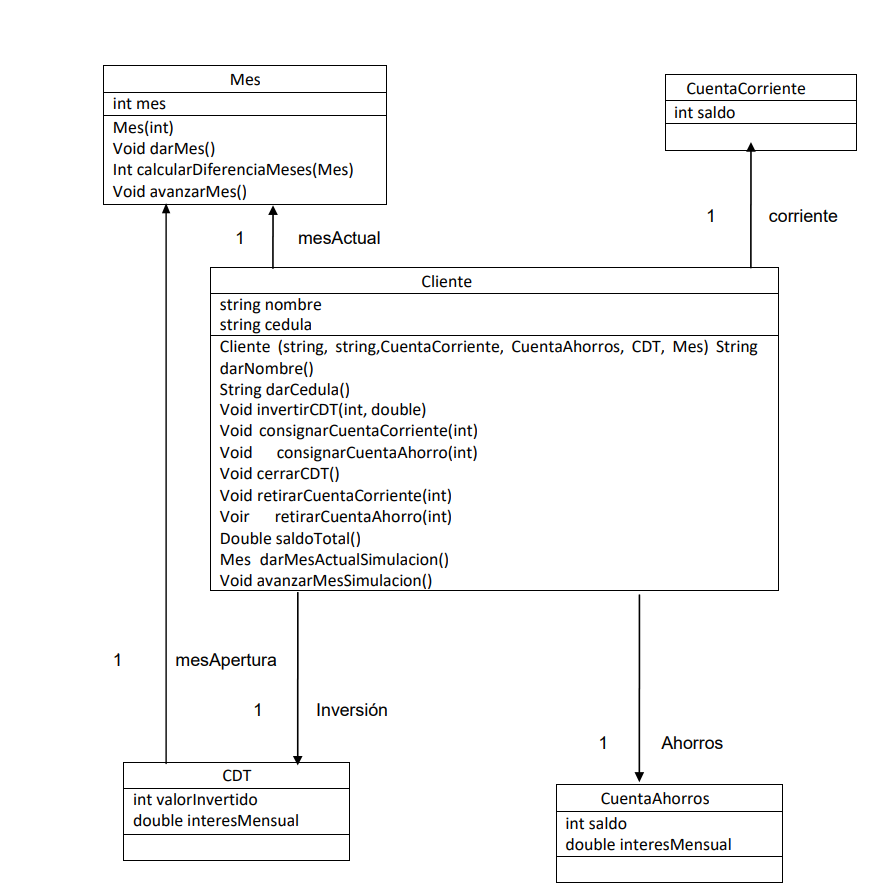 Mes
int mes
Mes(int)
Void darMes()
Int calcularDiferenciaMeses(Mes)
Void avanzarMes()
CuentaCorriente
int saldo
1 mesActual
1 corriente
Cliente
string nombre
string cedula
Cliente (string, string,CuentaCorriente, CuentaAhorros, CDT, Mes) String
darNombre()
String darCedula()
Void invertirCDT(int, double)
Void consignarCuentaCorriente(int)
Void consignarCuentaAhorro(int)
Void cerrarCDT()
Void retirarCuentaCorriente(int)
Voir retirarCuentaAhorro(int)
Double saldoTotal()
Mes darMesActualSimulacion()
Void avanzarMesSimulacion()
1 mesApertura
1 Inversión
1 Ahorros
CDT
int valorInvertido
double interesMensual
CuentaAhorros
int saldo
double interesMensual